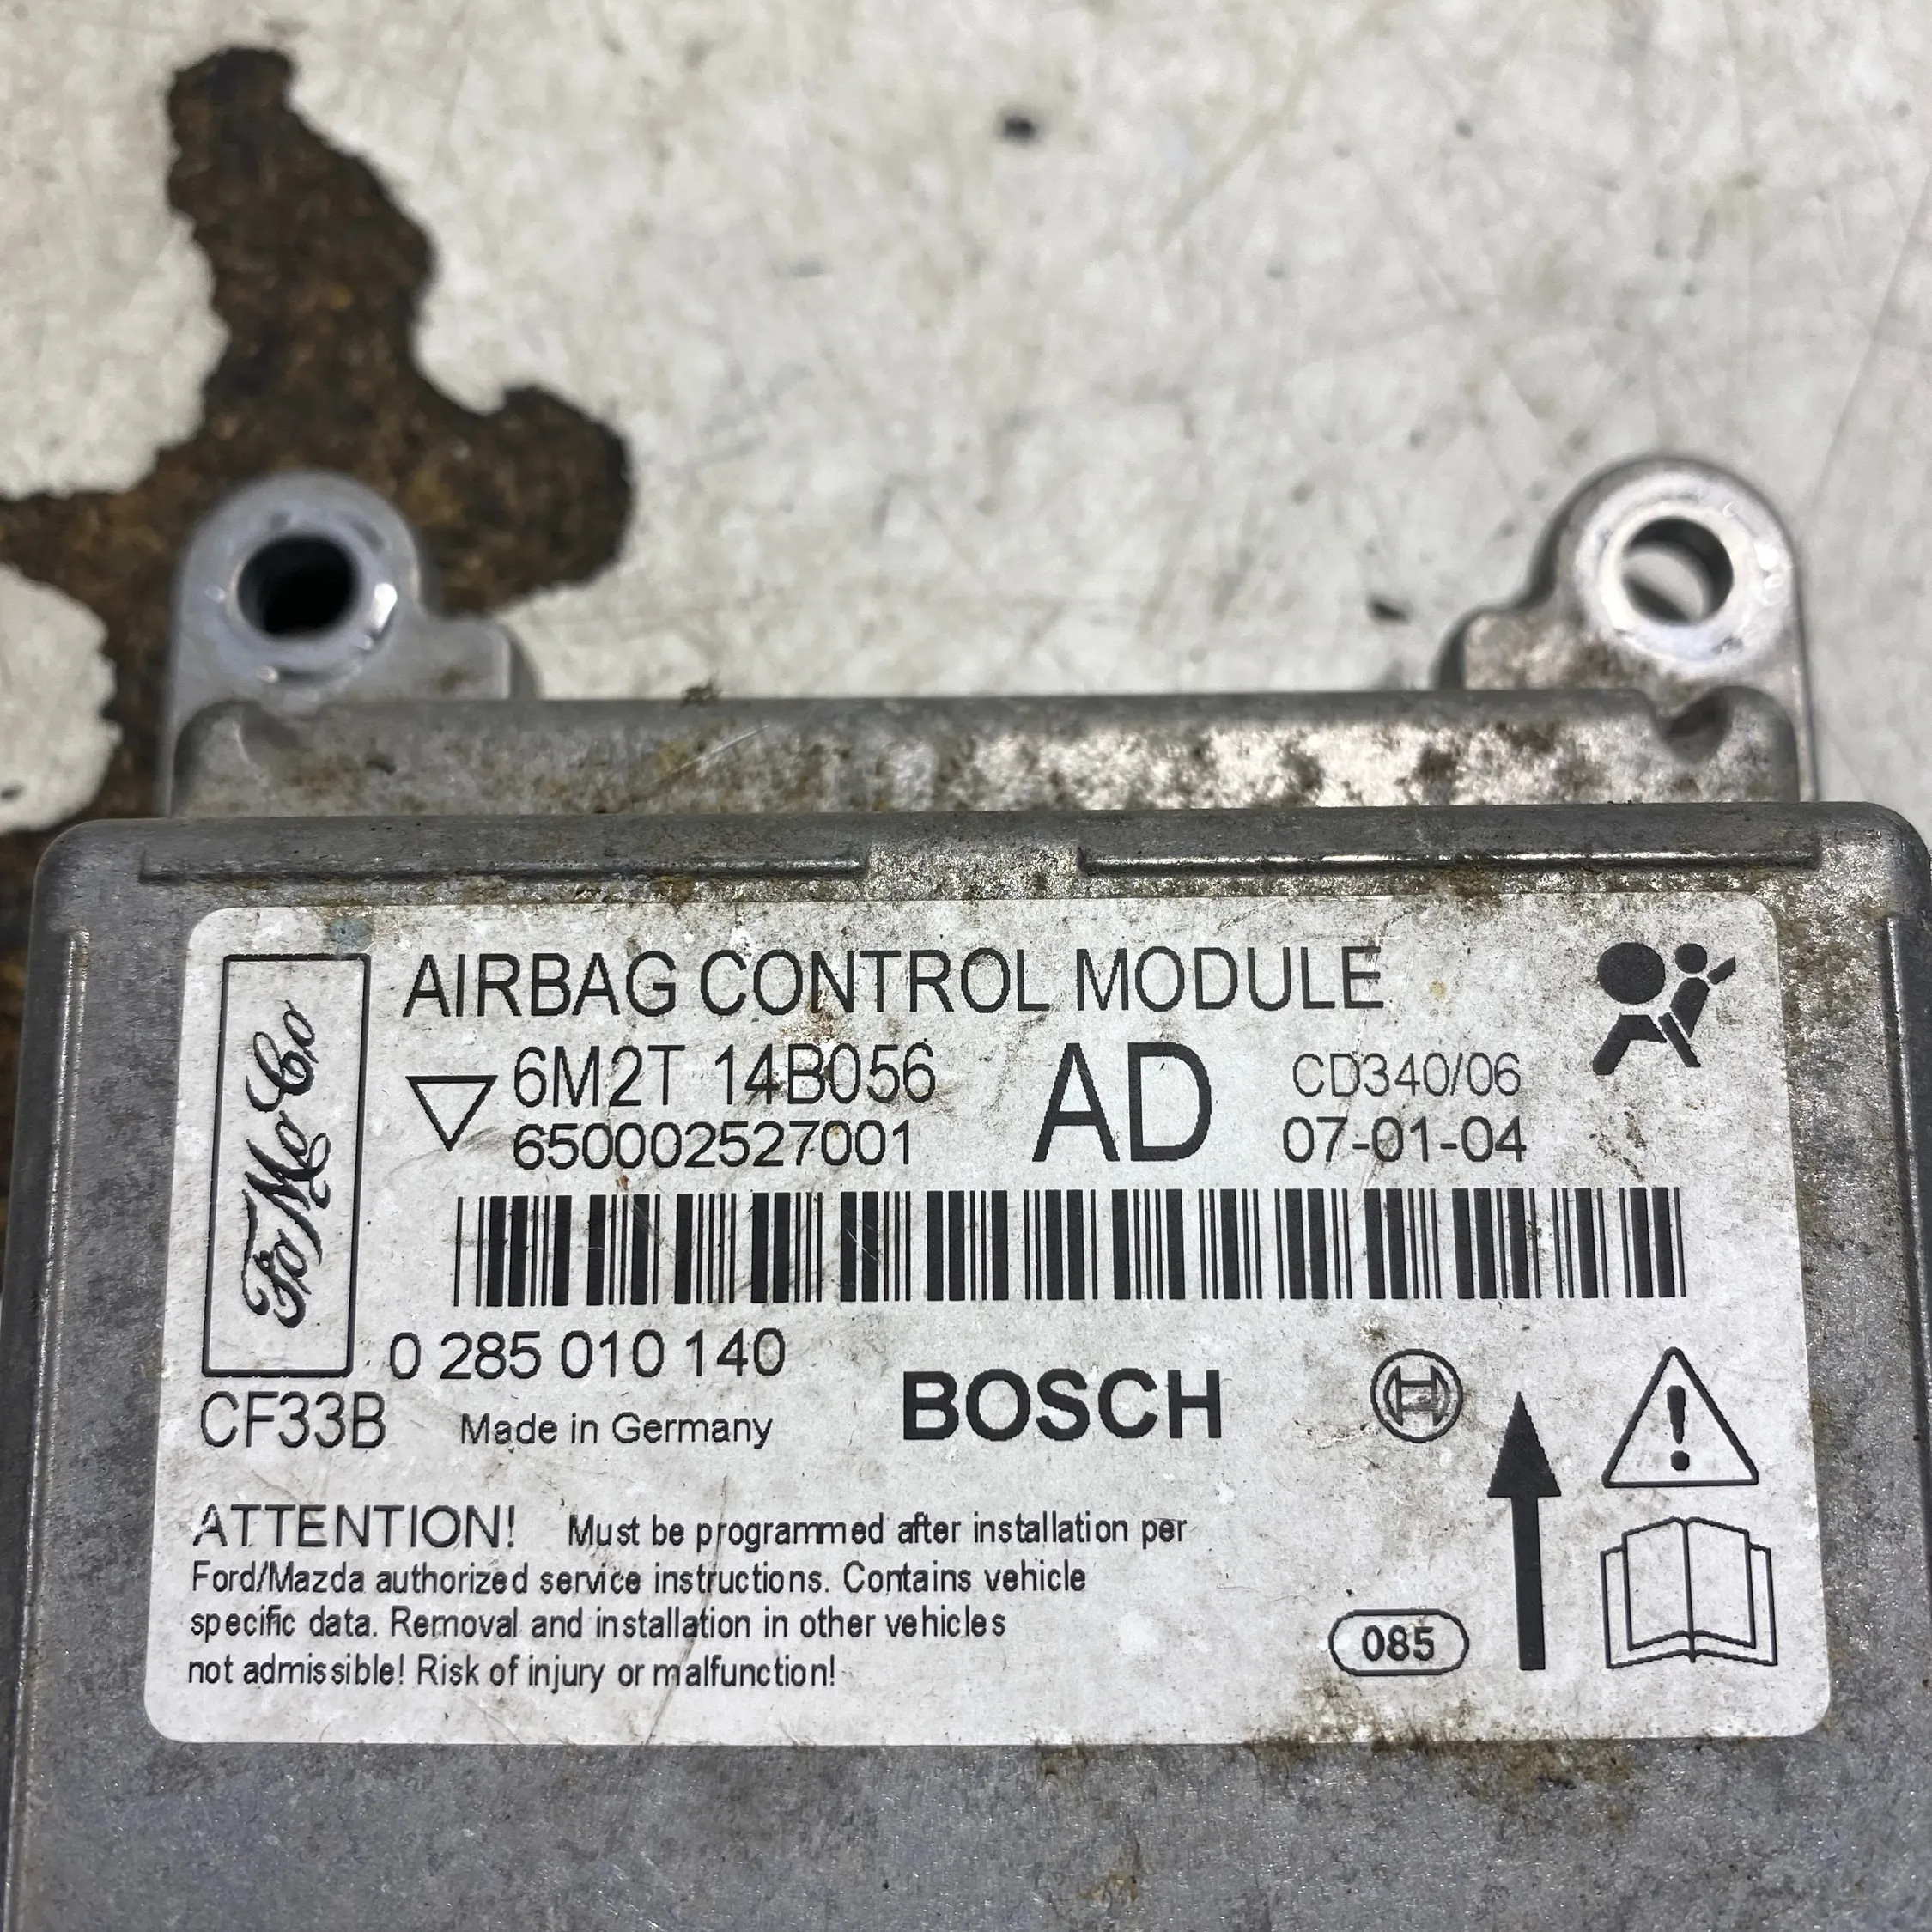 AIRBAG CONTROL MODULE
6M2T 14B056
AD
CD340/06
650002527001
07-01-04
FoMoCo
0 285 010 140
CF33B
Made in Germany
BOSCH
ATTENTION! Must be programmed after installation per
Ford/Mazda authorized service instructions. Contains vehicle
specific data. Removal and installation in other vehicles
not admissible! Risk of injury or malfunction!
085